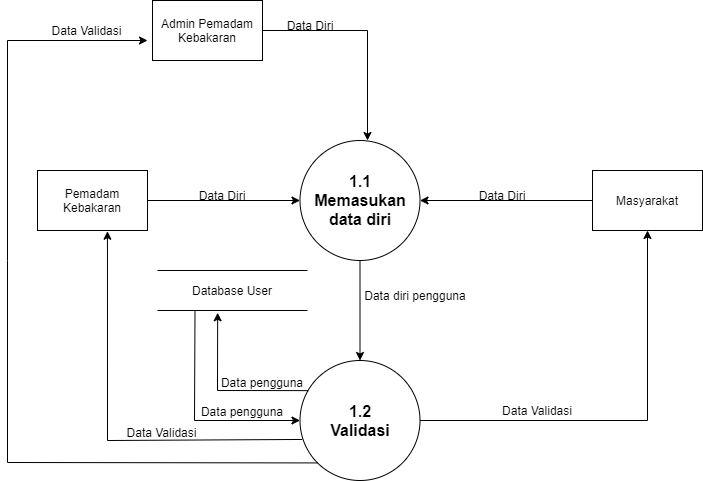 Admin Pemadam
Kebakaran
Data Validasi
Data Diri
1.1
Memasukan
data diri
Pemadam
Kebakaran
Data Diri
Data Diri
Masyarakat
Database User
Data diri pengguna
Data pengguna
Data pengguna
1.2
Validasi
Data Validasi
Data Validasi